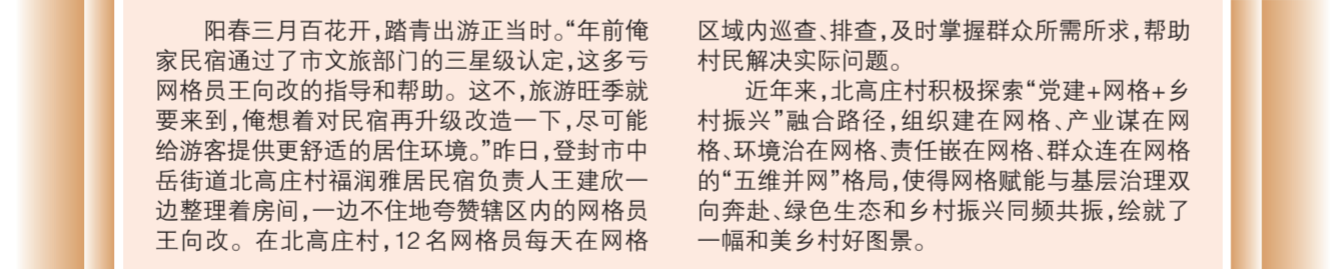 阳春三月百花开，踏青出游正当时。“年前俺
家民宿通过了市文旅部门的三星级认定，这多亏
网格员王向改的指导和帮助。这不，旅游旺季就
要来到，俺想着对民宿再升级改造一下，尽可能
给游客提供更舒适的居住环境。”昨日，登封市中
岳街道北高庄村福润雅居民宿负责人王建欣一
边整理着房间，一边不住地夸赞辖区内的网格员
王向改。在北高庄村，12名网格员每天在网格
区域内巡查、排查，及时掌握群众所需所求，帮助
村民解决实际问题。
近年来，北高庄村积极探索“党建+网格+乡
村振兴”融合路径，组织建在网格、产业谋在网
格、环境治在网格、责任嵌在网格、群众连在网格
的“五维并网”格局，使得网格赋能与基层治理双
向奔赴、绿色生态和乡村振兴同频共振，绘就了
一幅和美乡村好图景。